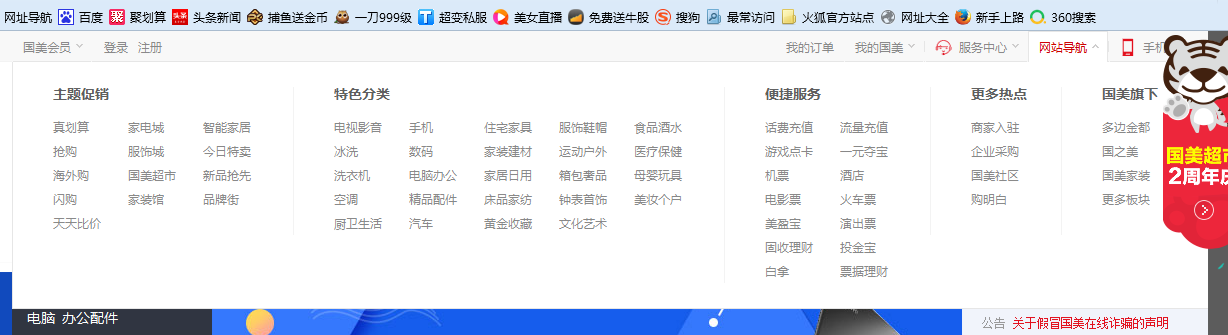 网址导航 百度 聚划算 头条新闻 捕鱼送金币 一刀999级 超变私服 美女直播 免费送牛股 搜狗 最常访问 火狐官方站点 网址大全 新手上路 360搜索
国美会员 登录 注册 我的订单 我的国美 服务中心 网站导航 手机
主题促销 特色分类 便捷服务 更多热点 国美旗下
真划算 家电城 智能家居 电视影音 手机 住宅家具 服饰鞋帽 食品酒水 话费充值 流量充值 商家入驻 多边金都
抢购 服饰城 今日特卖 冰洗 数码 家装建材 运动户外 医疗保健 游戏点卡 一元夺宝 企业采购 国之美
海外购 国美超市 新品抢先 洗衣机 电脑办公 家居日用 箱包奢品 母婴玩具 机票 酒店 国美社区 国美家装
闪购 家装馆 品牌街 空调 精品配件 床品家纺 钟表首饰 美妆个户 电影票 火车票 购明白 更多板块
天天比价 厨卫生活 汽车 黄金收藏 文化艺术 美盈宝 演出票
固收理财 投金宝
白拿 票据理财
国美超市
2周年庆
电脑 办公配件
公告 关于假冒国美在线诈骗的声明